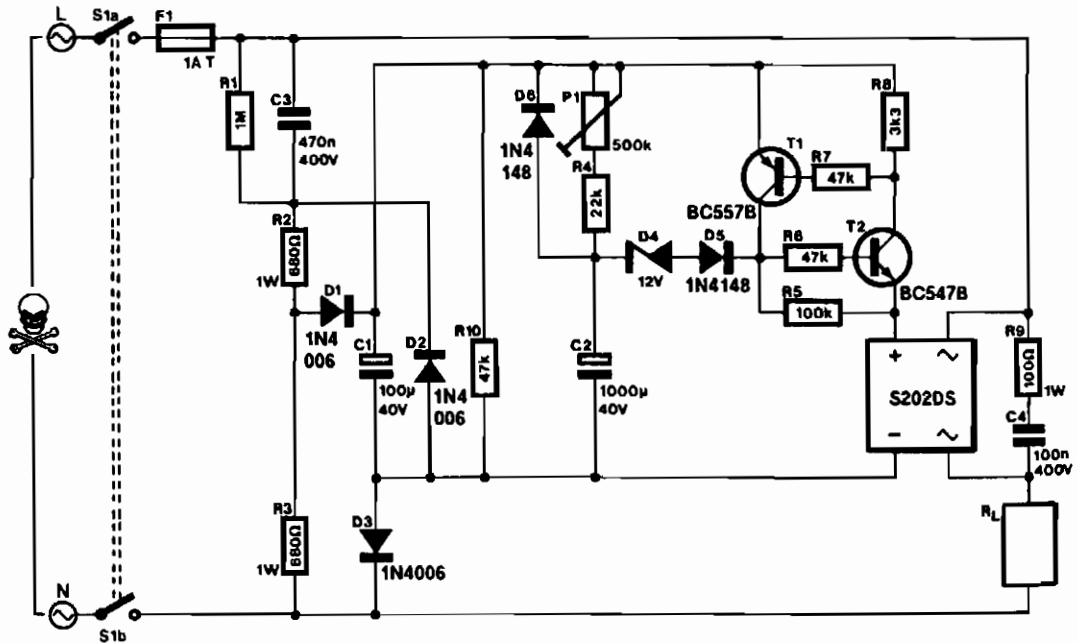 L
S1a
F1
1A T
R1
1M
C3
470n
400V
R2
680Ω
1W
D1
1N4
006
C1
100µ
40V
D2
1N4
006
R10
47k
D6
1N4
148
P1
500k
R4
22k
D4
12V
D5
1N4148
C2
1000µ
40V
T1
BC557B
R7
47k
R8
3k3
T2
BC547B
R6
47k
R5
100k
+
~
S202DS
-
~
R9
100Ω
1W
C4
100n
400V
RL
R3
680Ω
1W
D3
1N4006
N
S1b